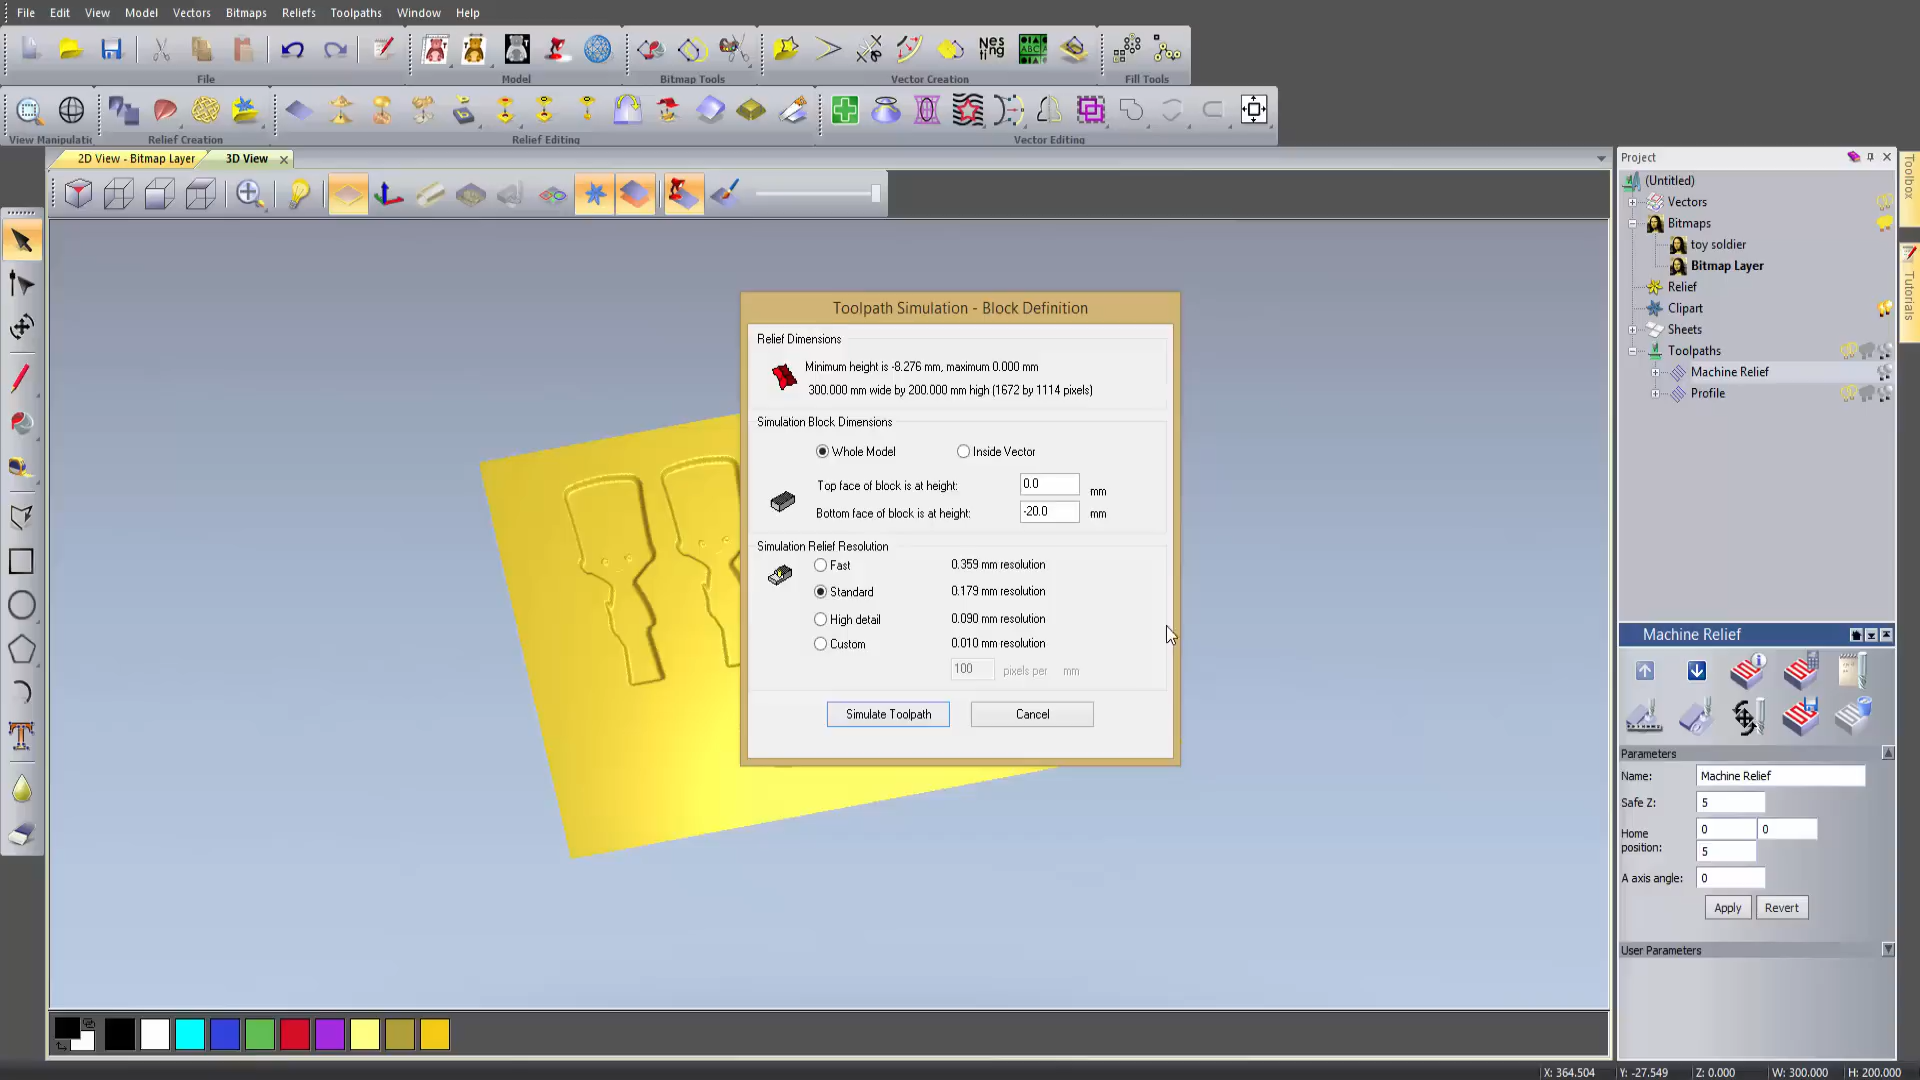 File Edit View Model Vectors Bitmaps Reliefs Toolpaths Window Help
Nes
ting
ABC
File Model Bitmap Tools Vector Creation Fill Tools
View Manipulatic Relief Creation Relief Editing Vector Editing
2D View - Bitmap Layer 3D View
Project
(Untitled)
Vectors
Bitmaps
toy soldier
Bitmap Layer
Relief
Clipart
Sheets
Toolpaths
Machine Relief
Profile
Toolbox
Tutorials
Toolpath Simulation - Block Definition
Relief Dimensions
Minimum height is -8.276 mm, maximum 0.000 mm
300.000 mm wide by 200.000 mm high (1672 by 1114 pixels)
Simulation Block Dimensions
Whole Model Inside Vector
Top face of block is at height: 0.0 mm
Bottom face of block is at height: -20.0 mm
Simulation Relief Resolution
Fast 0.359 mm resolution
Standard 0.179 mm resolution
High detail 0.090 mm resolution
Custom 0.010 mm resolution
100 pixels per mm
Simulate Toolpath Cancel
Machine Relief
Parameters
Name: Machine Relief
Safe Z: 5
Home position: 0 0
5
A axis angle: 0
Apply Revert
User Parameters
X: 364.504 Y: -27.549 Z: 0.000 W: 300.000 H: 200.000